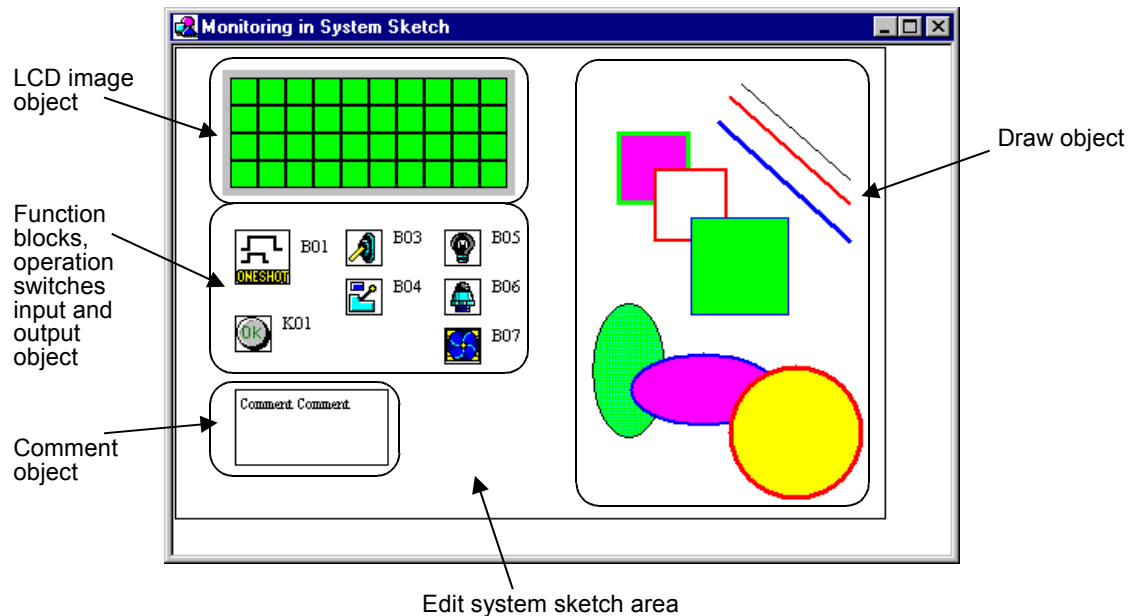 Monitoring in System Sketch
LCD image
object
Draw object
Function
blocks,
operation
switches
input and
output
object
B01
ONESHOT
B03
B05
B04
B06
OK
K01
B07
Comment Comment
Comment
object
Edit system sketch area